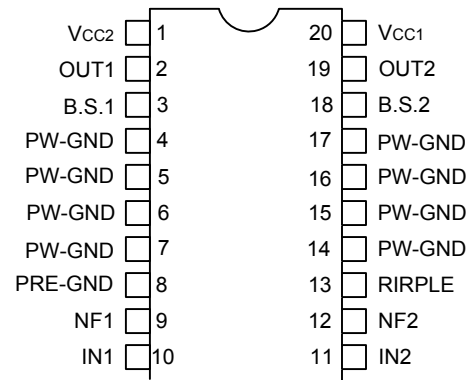 VCC2 1 20 VCC1
OUT1 2 19 OUT2
B.S.1 3 18 B.S.2
PW-GND 4 17 PW-GND
PW-GND 5 16 PW-GND
PW-GND 6 15 PW-GND
PW-GND 7 14 PW-GND
PRE-GND 8 13 RIRPLE
NF1 9 12 NF2
IN1 10 11 IN2